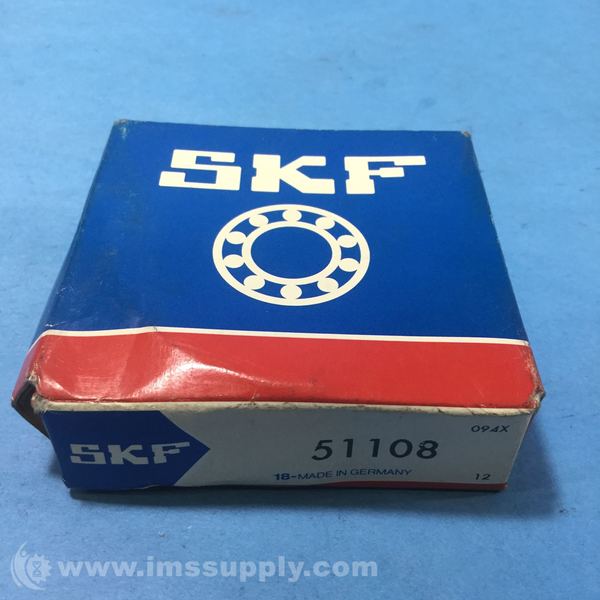 SKF
094X
SKF
51108
18-MADE IN GERMANY
12
www.imssupply.com